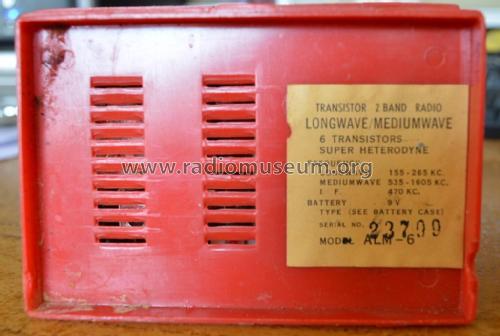 TRANSISTOR 2 BAND RADIO
LONGWAVE/MEDIUMWAVE
6 TRANSISTORS
SUPER HETERODYNE
www.radiomuseum.org
155-265 KC.
MEDIUMWAVE 535-1605 KC.
I F. 470 KC.
BATTERY 9V
TYPE (SEE BATTERY CASE)
SERIAL NO. 23799
MODEL ALM-6